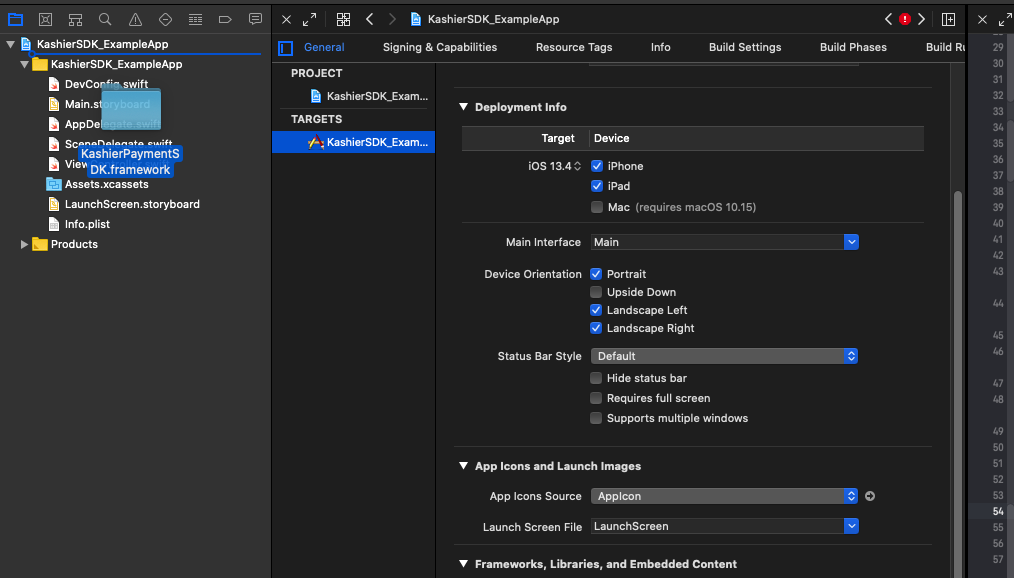 KashierSDK_ExampleApp
KashierSDK_ExampleApp
KashierSDK_ExampleApp
DevConfig.swift
Main.storyboard
AppDelegate.swift
SceneDelegate.swift
KashierPaymentS
DK.framework
View
Assets.xcassets
LaunchScreen.storyboard
Info.plist
Products
General
Signing & Capabilities
Resource Tags
Info
Build Settings
Build Phases
Build Ru
PROJECT
KashierSDK_Exam...
TARGETS
KashierSDK_Exam...
Deployment Info
Target
Device
iOS 13.4
iPhone
iPad
Mac (requires macOS 10.15)
Main Interface
Main
Device Orientation
Portrait
Upside Down
Landscape Left
Landscape Right
Status Bar Style
Default
Hide status bar
Requires full screen
Supports multiple windows
App Icons and Launch Images
App Icons Source
AppIcon
Launch Screen File
LaunchScreen
Frameworks, Libraries, and Embedded Content
29
30
31
32
33
34
35
36
37
38
39
40
41
42
43
44
45
46
47
48
49
50
51
52
53
54
55
56
57